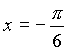 x = -π/6